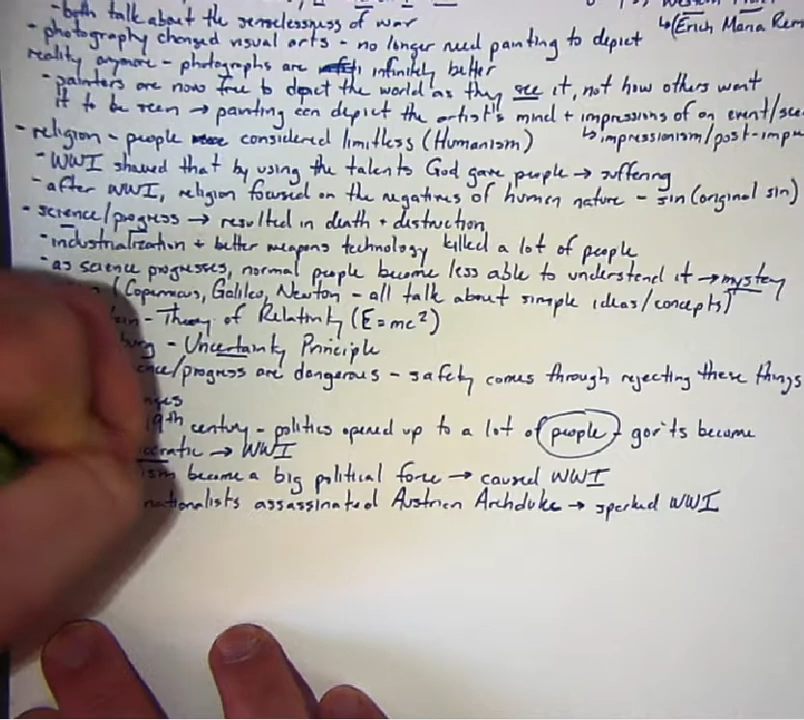 -both talk about the senselessness of war
- photography changed visual arts - no longer need painting to depict ↳(Erich Maria Rem
reality anymore - photographs are infinitely better
- painters are now free to depict the world as they see it, not how others want
it to be seen → painting can depict the artist's mind + impressions of an event/sce
↳impressionism/post-impr
- religion - people considered limitless (Humanism)
- WWI showed that by using the talents God gave people → suffering
- after WWI, religion focused on the negatives of human nature - sin (original sin)
- science/progress → resulted in death + destruction
- industrialization + better weapons technology killed a lot of people
- as science progresses, normal people become less able to understand it → mystery
(Copernicus, Galileo, Newton - all talk about simple ideas/concepts)
- Theory of Relativity (E=mc²)
- Uncertainty Principle
/progress are dangerous - safety comes through rejecting these things
19th century - politics opened up to a lot of people + gov'ts become
cratic → WWI
ism became a big political force → caused WWI
nationalists assassinated Austrian Archduke → sparked WWI